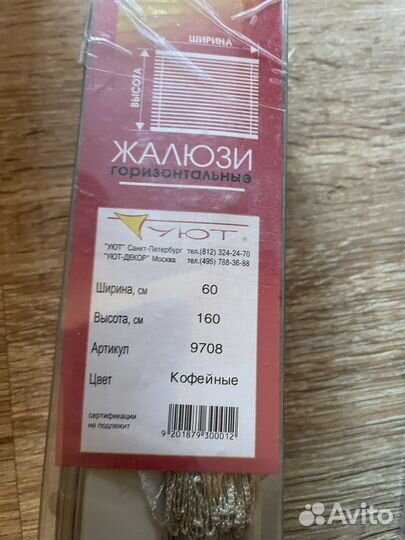 ШИРИНА
ВЫСОТА
ЖАЛЮЗИ
горизонтальные
УЮТ
"УЮТ" Санкт-Петербург тел.(812) 324-24-70
"УЮТ-ДЕКОР" Москва тел.(495) 788-36-88
Ширина, см 60
Высота, см 160
Артикул 9708
Цвет Кофейные
сертификации
не подлежит
9 201879 300012
Avito